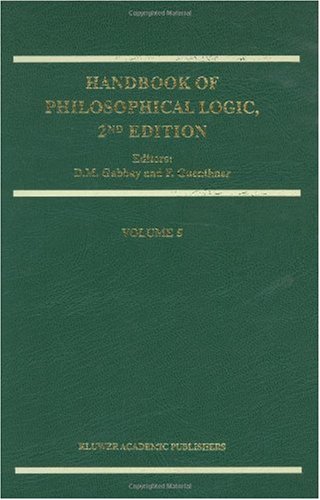 HANDBOOK OF
PHILOSOPHICAL LOGIC,
2ND EDITION
Editors:
D.M. Gabbay and F. Guenthner
VOLUME 5
KLUWER ACADEMIC PUBLISHERS